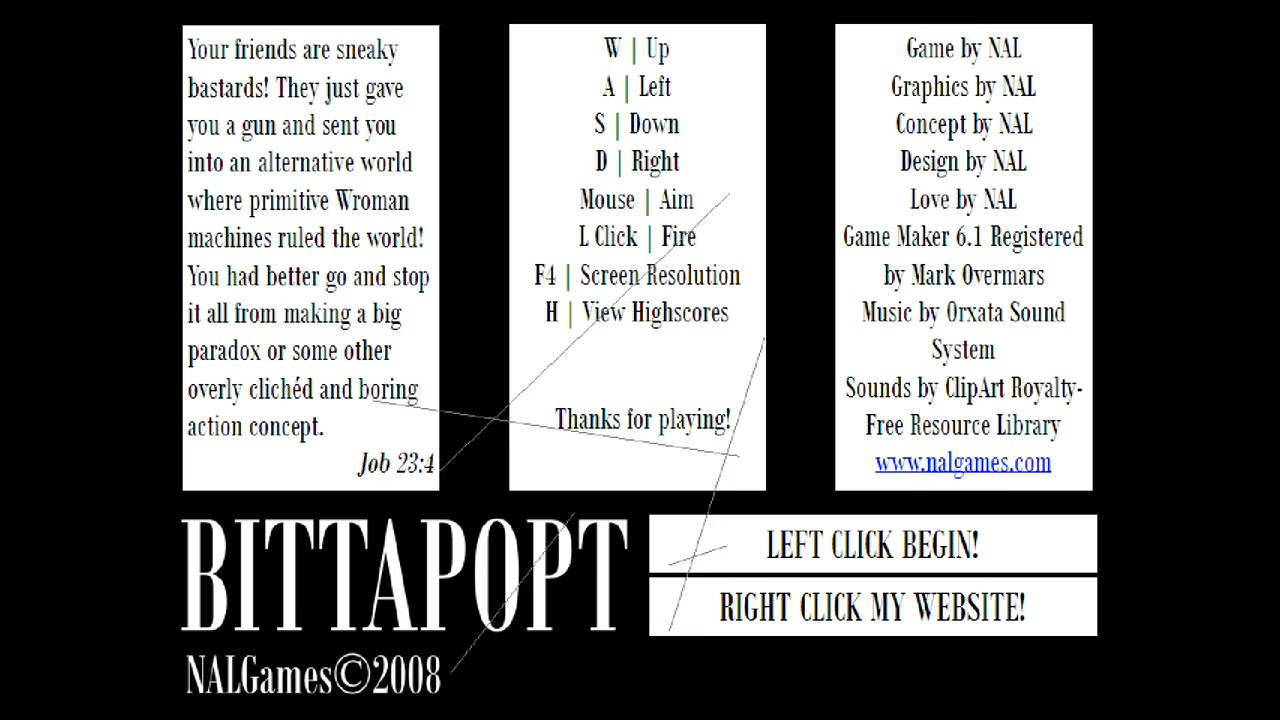 Your friends are sneaky
bastards! They just gave
you a gun and sent you
into an alternative world
where primitive Wroman
machines ruled the world!
You had better go and stop
it all from making a big
paradox or some other
overly clichéd and boring
action concept.
Job 23:4
W | Up
A | Left
S | Down
D | Right
Mouse | Aim
L Click | Fire
F4 | Screen Resolution
H | View Highscores
Thanks for playing!
Game by NAL
Graphics by NAL
Concept by NAL
Design by NAL
Love by NAL
Game Maker 6.1 Registered
by Mark Overmars
Music by Orxata Sound
System
Sounds by ClipArt Royalty-
Free Resource Library
www.nalgames.com
BITTAPOPT
NALGames©2008
LEFT CLICK BEGIN!
RIGHT CLICK MY WEBSITE!